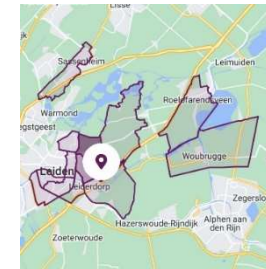 Lisse
Sassenheim
Leimuiden
Warmond
Roelofarendsveen
egstgeest
Leiden
Woubrugge
Leiderdorp
Zegerslo
Hazerswoude-Rijndijk
Alphen aan
den Rijn
Zoeterwoude